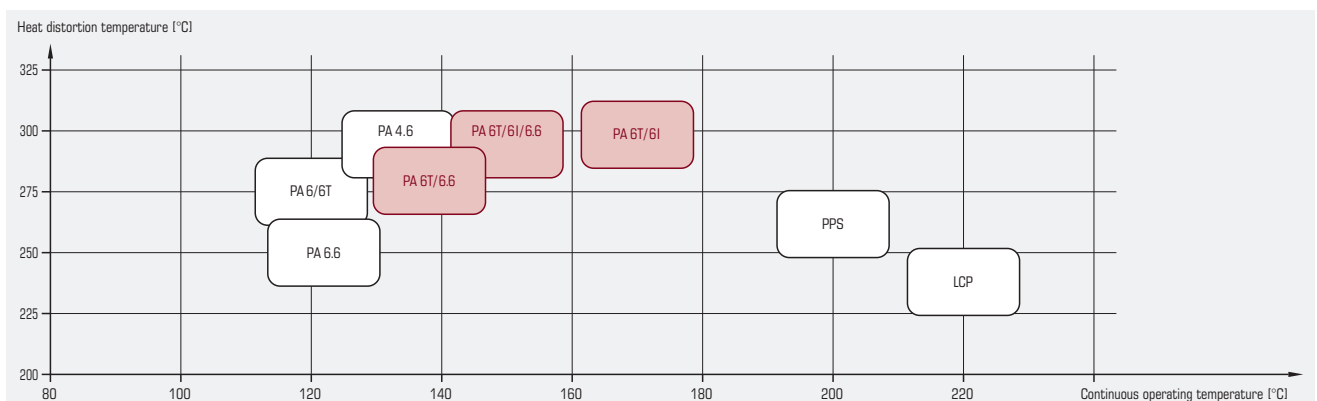 Heat distortion temperature [°C]
325
300
275
250
225
200
PA 4.6
PA 6T/6I/6.6
PA 6T/6I
PA 6T/6.6
PA 6/6T
PPS
PA 6.6
LCP
80
100
120
140
160
180
200
220
Continuous operating temperature [°C]